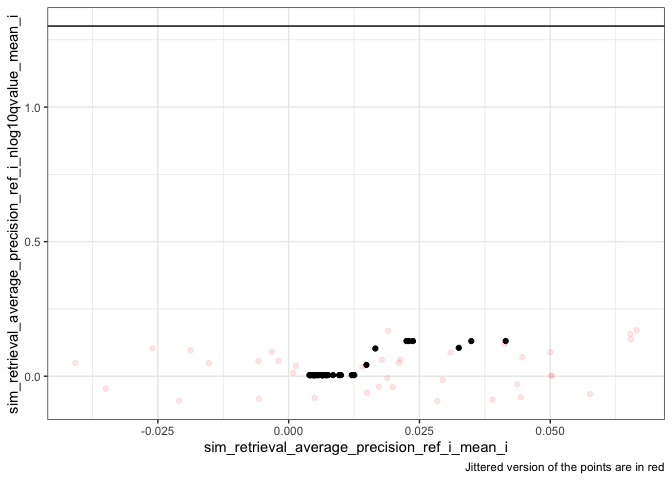 sim_retrieval_average_precision_ref_i_nlog10qvalue_mean_i
1.0
0.5
0.0
-0.025
0.000
0.025
0.050
sim_retrieval_average_precision_ref_i_mean_i
Jittered version of the points are in red